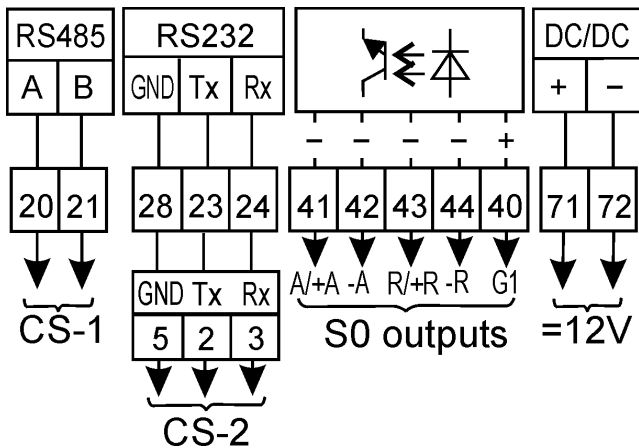 RS485
A B
20 21
CS-1
RS232
GND Tx Rx
28 23 24
GND Tx Rx
5 2 3
CS-2
– – – – +
41 42 43 44 40
A/+A -A R/+R -R G1
S0 outputs
DC/DC
+ –
71 72
=12V